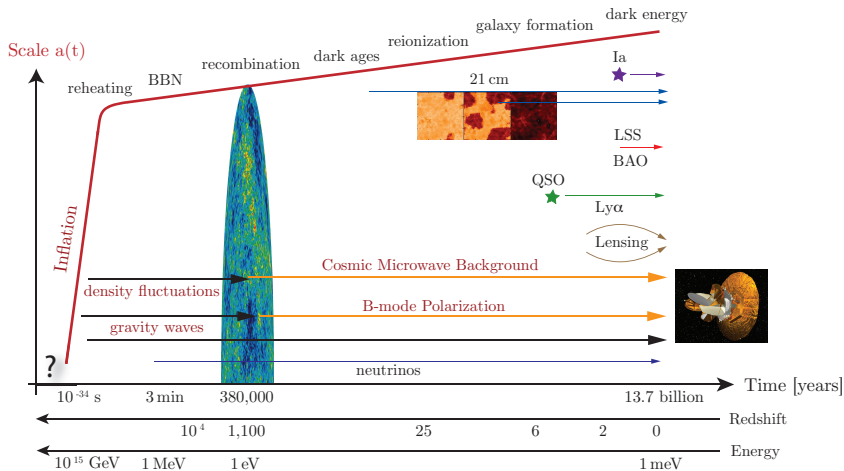 dark energy
galaxy formation
reionization
Scale a(t)
dark ages
recombination
Ia
BBN
21 cm
reheating
LSS
BAO
QSO
Lyα
Inflation
Lensing
Cosmic Microwave Background
density fluctuations
B-mode Polarization
gravity waves
?
neutrinos
Time [years]
10⁻³⁴ s 3 min 380,000 13.7 billion
Redshift
10⁴ 1,100 25 6 2 0
Energy
10¹⁵ GeV 1 MeV 1 eV 1 meV